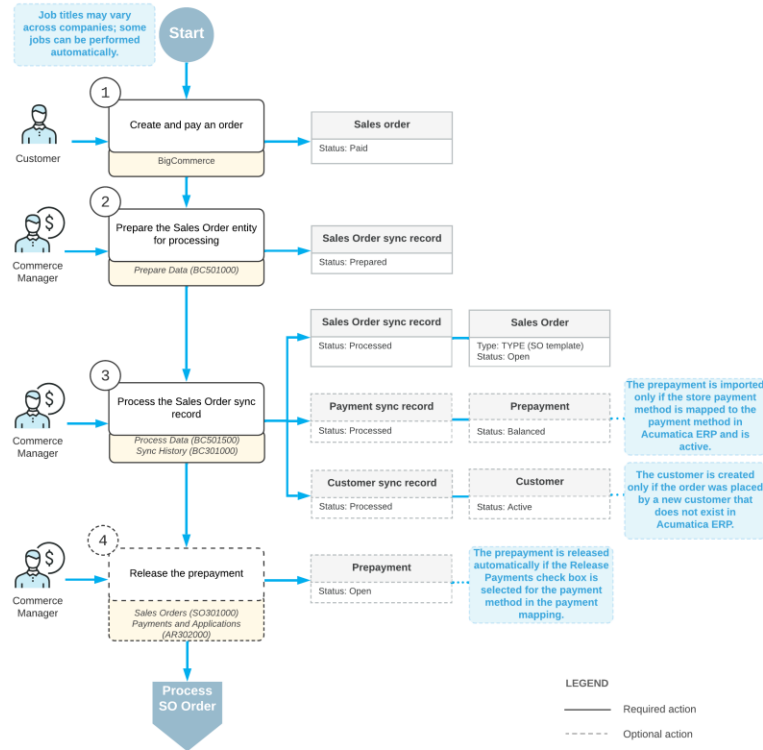 Job titles may vary
across companies; some
jobs can be performed
automatically.
Start
1
Create and pay an order
BigCommerce
Customer
Sales order
Status: Paid
2
Prepare the Sales Order entity
for processing
Prepare Data (BC501000)
Commerce
Manager
Sales Order sync record
Status: Prepared
3
Process the Sales Order sync
record
Process Data (BC501500)
Sync History (BC301000)
Commerce
Manager
Sales Order sync record
Status: Processed
Sales Order
Type: TYPE (SO template)
Status: Open
Payment sync record
Status: Processed
Prepayment
Status: Balanced
The prepayment is imported
only if the store payment
method is mapped to the
payment method in
Acumatica ERP and is
active.
Customer sync record
Status: Processed
Customer
Status: Active
The customer is created
only if the order was placed
by a new customer that
does not exist in
Acumatica ERP.
4
Release the prepayment
Sales Orders (SO301000)
Payments and Applications
(AR302000)
Commerce
Manager
Prepayment
Status: Open
The prepayment is released
automatically if the Release
Payments check box is
selected for the payment
method in the payment
mapping.
Process
SO Order
LEGEND
Required action
Optional action